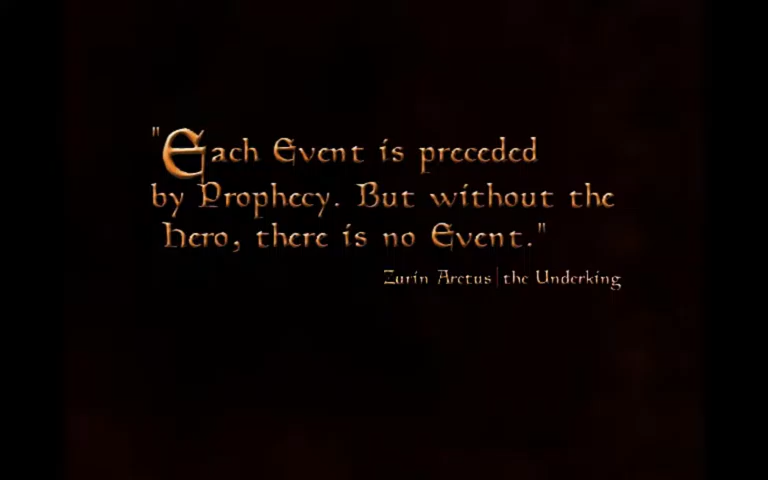 "Each Event is preceded
by Prophecy. But without the
hero, there is no Event."
Zurin Arctus | the Underking